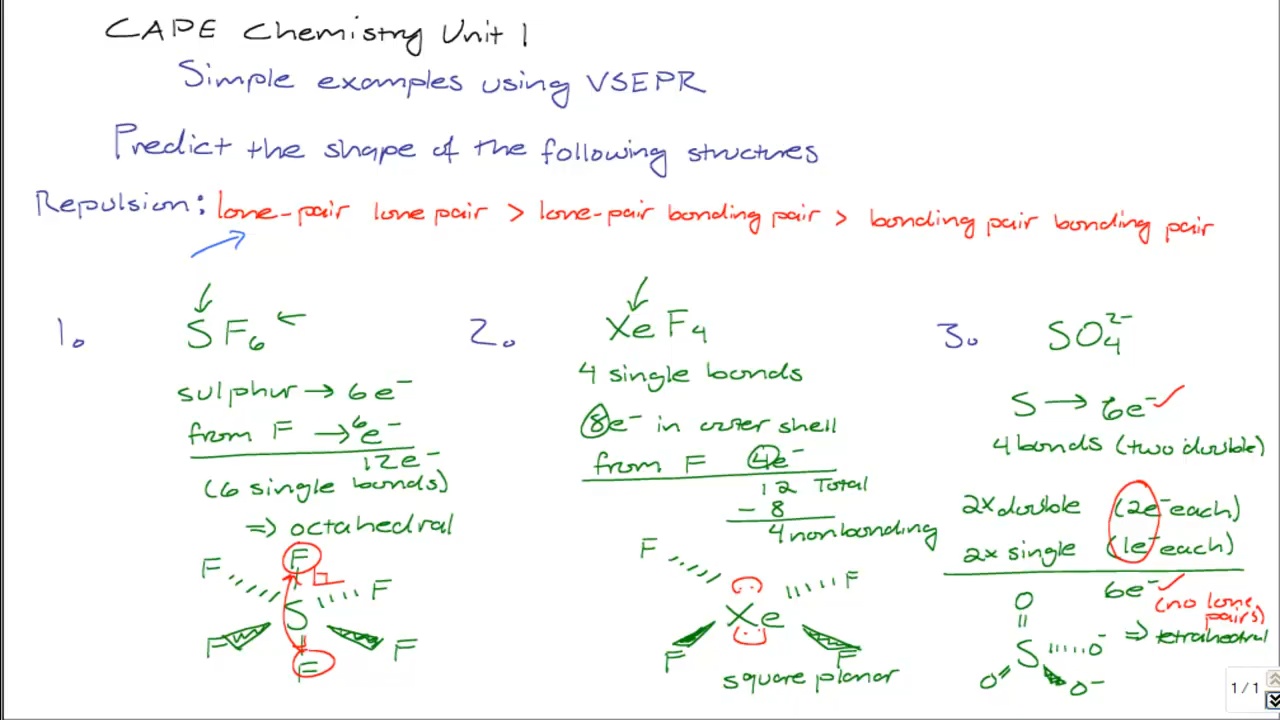 CAPE Chemistry Unit 1
Simple examples using VSEPR
Predict the shape of the following structures
Repulsion: lone-pair lone pair > lone-pair bonding pair > bonding pair bonding pair
1. SF₆
sulphur → 6e⁻
from F → 6e⁻
12e⁻
(6 single bonds)
⇒ octahedral
F
F F
S
F F
F
2. XeF₄
4 single bonds
8e⁻ in outer shell
from F 4e⁻
12 Total
- 8
4 nonbonding
F F
Xe
F F
square planar
3. SO₄²⁻
S → 6e⁻ ✓
4 bonds (two double)
2x double (2e⁻ each)
2x single (1e⁻ each)
6e⁻ ✓
(no lone pairs)
⇒ tetrahedral
O
S O⁻
O O⁻
1/1